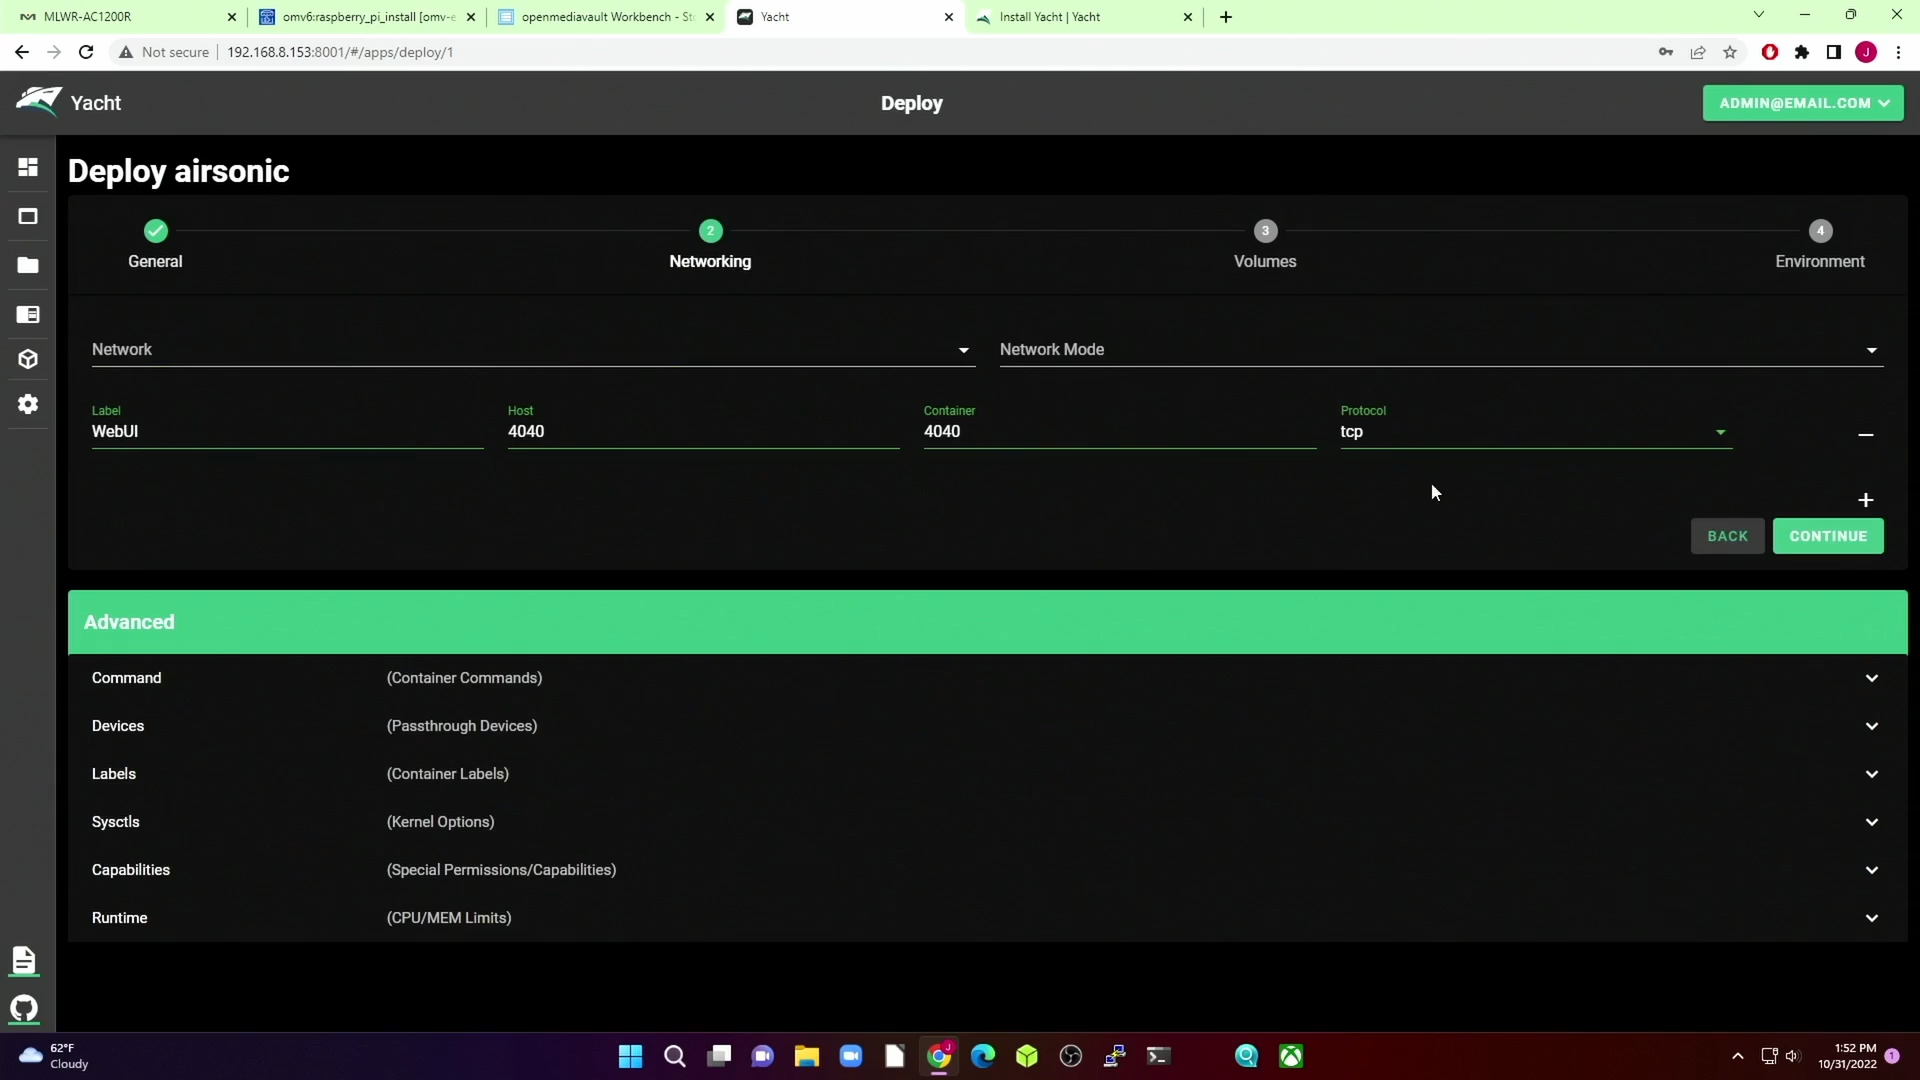 MLWR-AC1200R
omv6:raspberry_pi_install [omv-e
openmediavault Workbench - Sto
Yacht
Install Yacht | Yacht
Not secure
192.168.8.153:8001/#/apps/deploy/1
J
Yacht
Deploy
ADMIN@EMAIL.COM
Deploy airsonic
2
3
4
General
Networking
Volumes
Environment
Network
Network Mode
Label
Host
Container
Protocol
WebUI
4040
4040
tcp
BACK
CONTINUE
Advanced
Command
(Container Commands)
Devices
(Passthrough Devices)
Labels
(Container Labels)
Sysctls
(Kernel Options)
Capabilities
(Special Permissions/Capabilities)
Runtime
(CPU/MEM Limits)
62°F
Cloudy
J
1:52 PM
10/31/2022
1